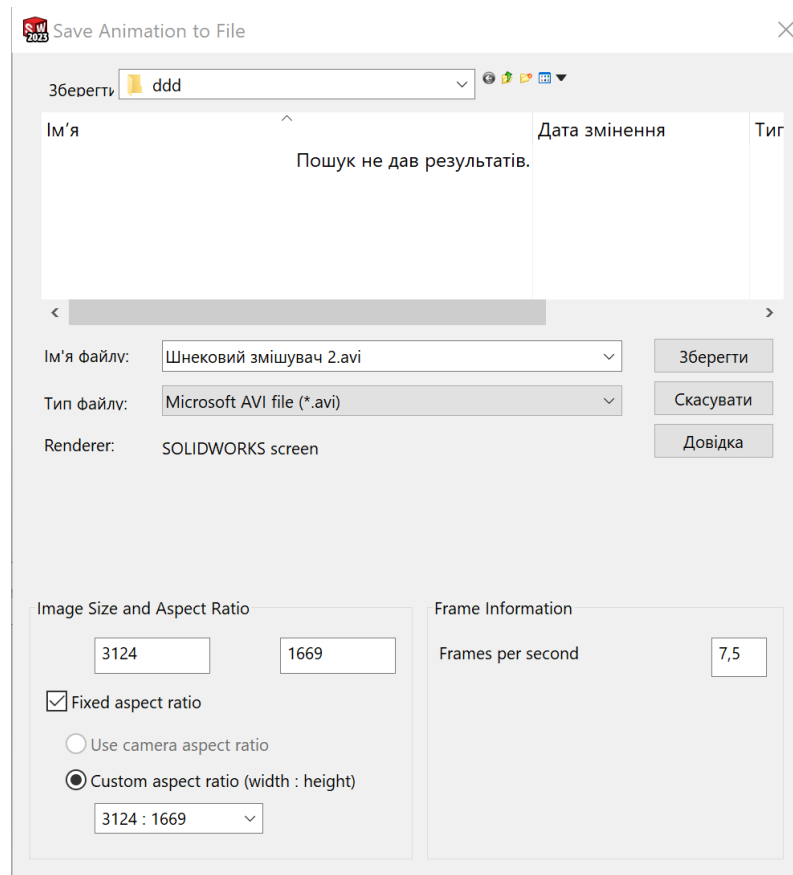 SW
2023
Save Animation to File
Зберегти
ddd
Ім’я
Дата змінення
Тип
Пошук не дав результатів.
Ім'я файлу:
Шнековий змішувач 2.avi
Зберегти
Тип файлу:
Microsoft AVI file (*.avi)
Скасувати
Renderer:
SOLIDWORKS screen
Довідка
Image Size and Aspect Ratio
Frame Information
3124
1669
Frames per second
7,5
Fixed aspect ratio
Use camera aspect ratio
Custom aspect ratio (width : height)
3124 : 1669